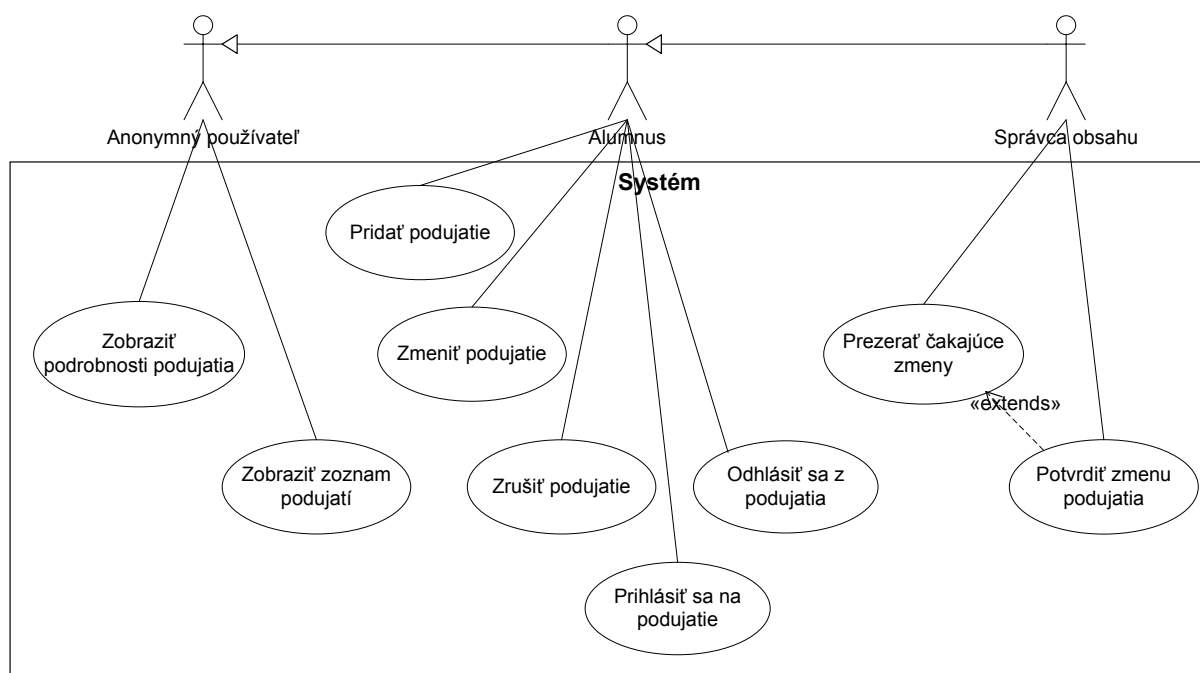 Anonymný používateľ
Alumnus
Správca obsahu
Systém
Pridať podujatie
Zobraziť
podrobnosti podujatia
Zmeniť podujatie
Prezerať čakajúce
zmeny
«extends»
Zobraziť zoznam
podujatí
Zrušiť podujatie
Odhlásiť sa z
podujatia
Potvrdiť zmenu
podujatia
Prihlásiť sa na
podujatie